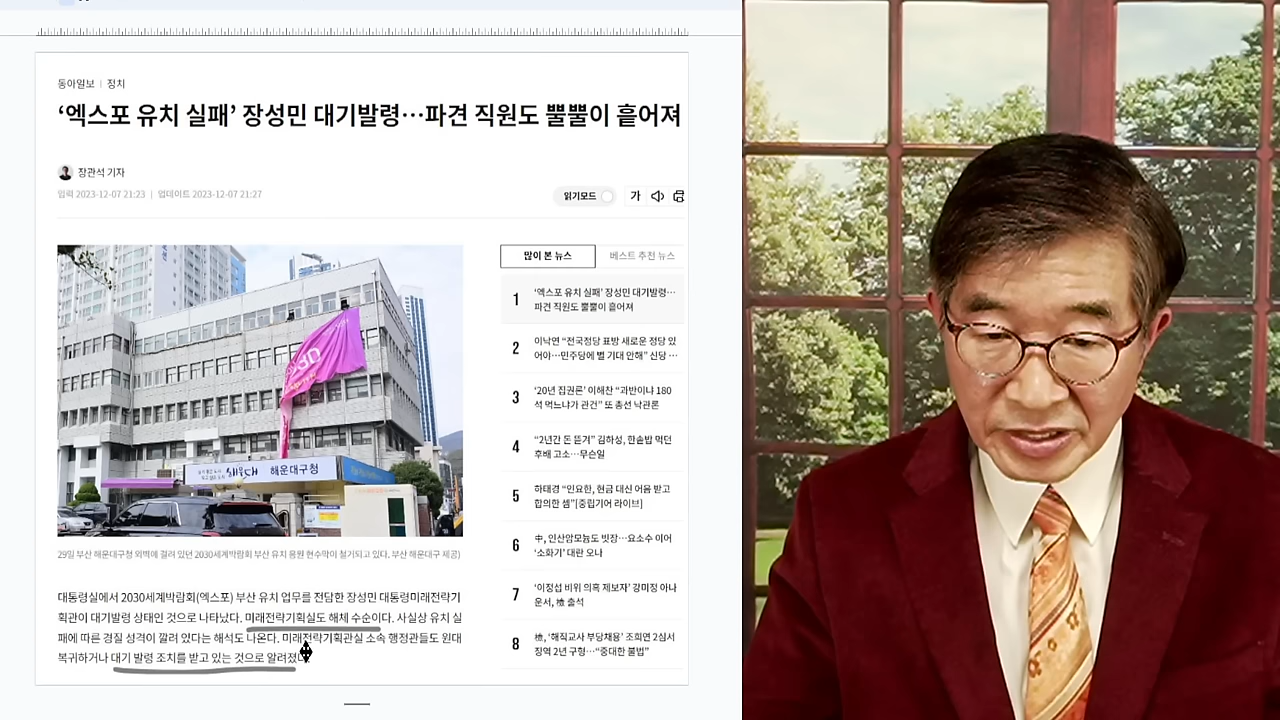 동아일보 | 정치
‘엑스포 유치 실패’ 장성민 대기발령…파견 직원도 뿔뿔이 흩어져
장관석 기자
입력 2023-12-07 21:23 | 업데이트 2023-12-07 21:27
읽기모드
가
해운대
해운대구청
29일 부산 해운대구청 외벽에 걸려 있던 2030세계박람회 부산 유치 응원 현수막이 철거되고 있다. 부산 해운대구 제공)
대통령실에서 2030세계박람회(엑스포) 부산 유치 업무를 전담한 장성민 대통령미래전략기
획관이 대기발령 상태인 것으로 나타났다. 미래전략기획실도 해체 수순이다. 사실상 유치 실
패에 따른 경질 성격이 깔려 있다는 해석도 나온다. 미래전략기획관실 소속 행정관들도 원대
복귀하거나 대기 발령 조치를 받고 있는 것으로 알려졌
많이 본 뉴스
베스트 추천 뉴스
1
‘엑스포 유치 실패’ 장성민 대기발령…
파견 직원도 뿔뿔이 흩어져
2
이낙연 “전국정당 표방 새로운 정당 있
어야…민주당에 별 기대 안해” 신당 …
3
‘20년 집권론’ 이해찬 “과반이냐 180
석 먹느냐가 관건” 또 총선 낙관론
4
“2년간 돈 뜯겨” 김하성, 한솥밥 먹던
후배 고소…무슨일
5
하태경 “인요한, 현금 대신 어음 받고
합의한 셈”[중립기어 라이브]
6
中, 인산암모늄도 빗장…요소수 이어
‘소화기’ 대란 오나
7
‘이정섭 비위 의혹 제보자’ 강미정 아나
운서, 檢 출석
8
檢, ‘해직교사 부당채용’ 조희연 2심서
징역 2년 구형…“중대한 불법”